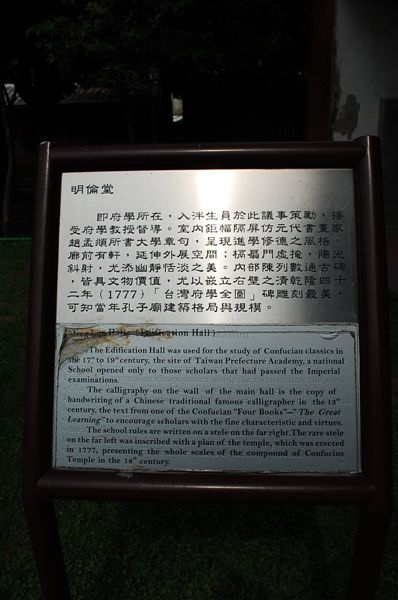 明倫堂
即府學所在，入泮生員於此議事策勵，接
受府學教授督導。室內鉅幅隔屏仿元代書畫家
趙孟頫所書大學章句，呈現進學修德之風格。
廊前有軒，延伸外展空間；槅扇門虛掩，陽光
斜射，尤添幽靜恬淡之美。內部陳列數通古碑
，皆具文物價值，尤以嵌立右壁之清乾隆四十
二年（1777）「台灣府學全圖」碑雕刻最美，
可知當年孔子廟建築格局與規模。
Hall (Edification Hall)
The Edification Hall was used for the study of Confucian classics in
the 17th to 19th century, the site of Taiwan Prefecture Academy, a national
School opened only to those scholars that had passed the Imperial
examinations.
The calligraphy on the wall of the main hall is the copy of
handwriting of a Chinese traditional famous calligrapher in the 13th
century, the text from one of the Confucian "Four Books"—" The Great
Learning" to encourage scholars with the fine characteristic and virtues.
The school rules are written on a stele on the far right. The rare stele
on the far left was inscribed with a plan of the temple, which was erected
in 1777, presenting the whole scales of the compound of Confucius
Temple in the 18th century.